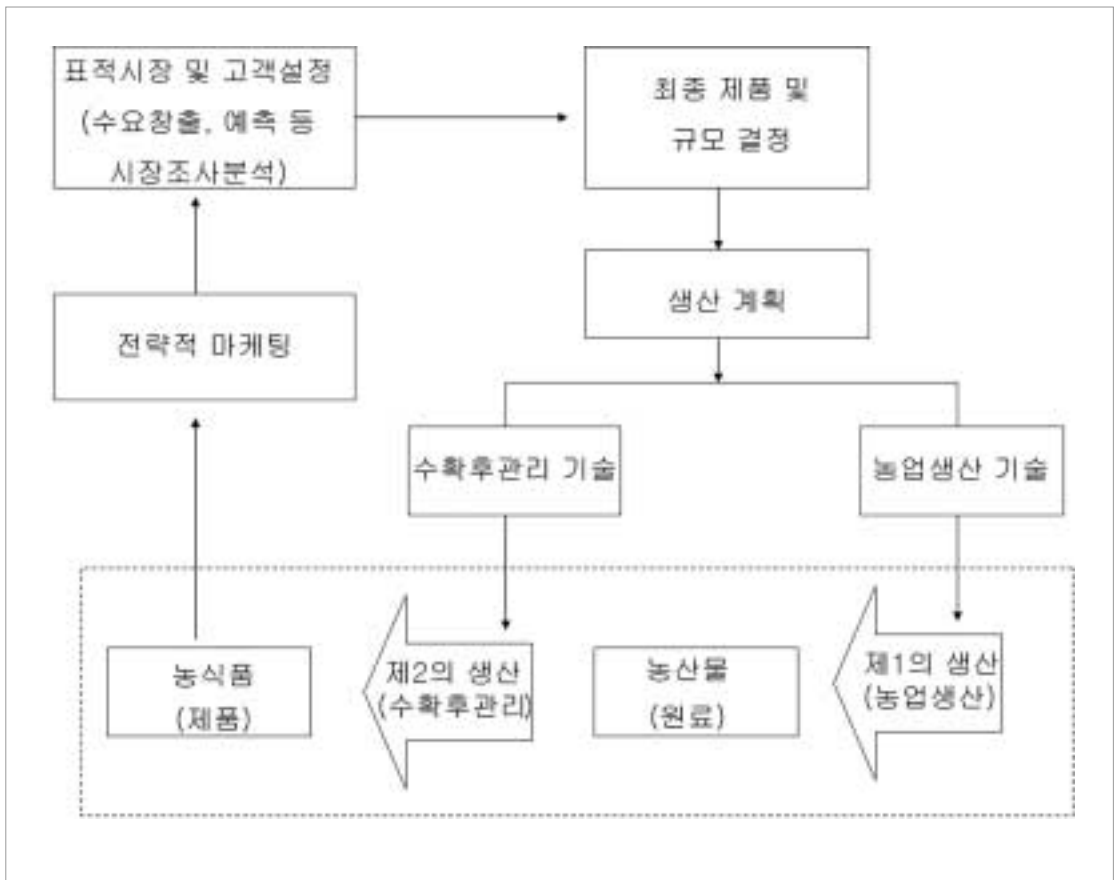 표적시장 및 고객설정
(수요창출, 예측 등
시장조사분석)
최종 제품 및
규모 결정
생산 계획
전략적 마케팅
수확후관리 기술
농업생산 기술
농식품
(제품)
제2의 생산
(수확후관리)
농산물
(원료)
제1의 생산
(농업생산)